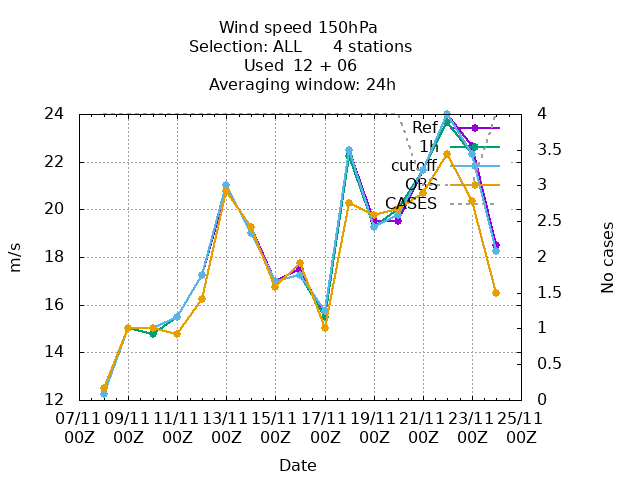 Wind speed 150hPa
Selection: ALL      4 stations
Used  12 + 06
Averaging window: 24h
24
22
20
18
16
14
12
m/s
4
3.5
3
2.5
2
1.5
1
0.5
0
No cases
Ref
1h
cutoff
OBS
CASES
07/11 09/11 11/11 13/11 15/11 17/11 19/11 21/11 23/11 25/11
00Z 00Z 00Z 00Z 00Z 00Z 00Z 00Z 00Z 00Z
Date